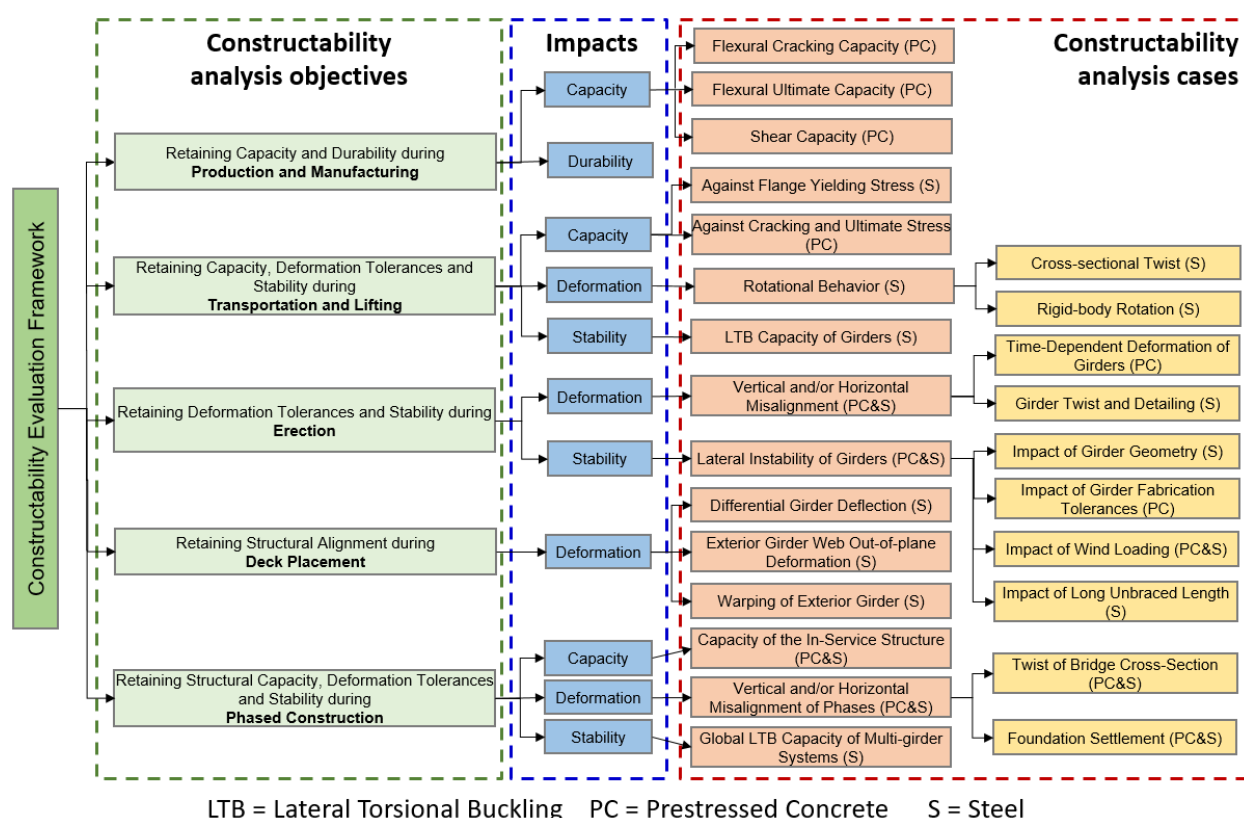 Constructability
analysis objectives
Impacts
Constructability
analysis cases
Constructability Evaluation Framework
Retaining Capacity and Durability during
Production and Manufacturing
Capacity
Flexural Cracking Capacity (PC)
Flexural Ultimate Capacity (PC)
Shear Capacity (PC)
Durability
Retaining Capacity, Deformation Tolerances and
Stability during
Transportation and Lifting
Capacity
Against Flange Yielding Stress (S)
Against Cracking and Ultimate Stress
(PC)
Deformation
Rotational Behavior (S)
Cross-sectional Twist (S)
Rigid-body Rotation (S)
Stability
LTB Capacity of Girders (S)
Retaining Deformation Tolerances and Stability during
Erection
Deformation
Vertical and/or Horizontal
Misalignment (PC&S)
Time-Dependent Deformation of
Girders (PC)
Girder Twist and Detailing (S)
Stability
Lateral Instability of Girders (PC&S)
Impact of Girder Geometry (S)
Impact of Girder Fabrication
Tolerances (PC)
Impact of Wind Loading (PC&S)
Impact of Long Unbraced Length
(S)
Retaining Structural Alignment during
Deck Placement
Deformation
Differential Girder Deflection (S)
Exterior Girder Web Out-of-plane
Deformation (S)
Warping of Exterior Girder (S)
Retaining Structural Capacity, Deformation Tolerances
and Stability during
Phased Construction
Capacity
Capacity of the In-Service Structure
(PC&S)
Deformation
Vertical and/or Horizontal
Misalignment of Phases (PC&S)
Twist of Bridge Cross-Section
(PC&S)
Foundation Settlement (PC&S)
Stability
Global LTB Capacity of Multi-girder
Systems (S)
LTB = Lateral Torsional Buckling PC = Prestressed Concrete S = Steel